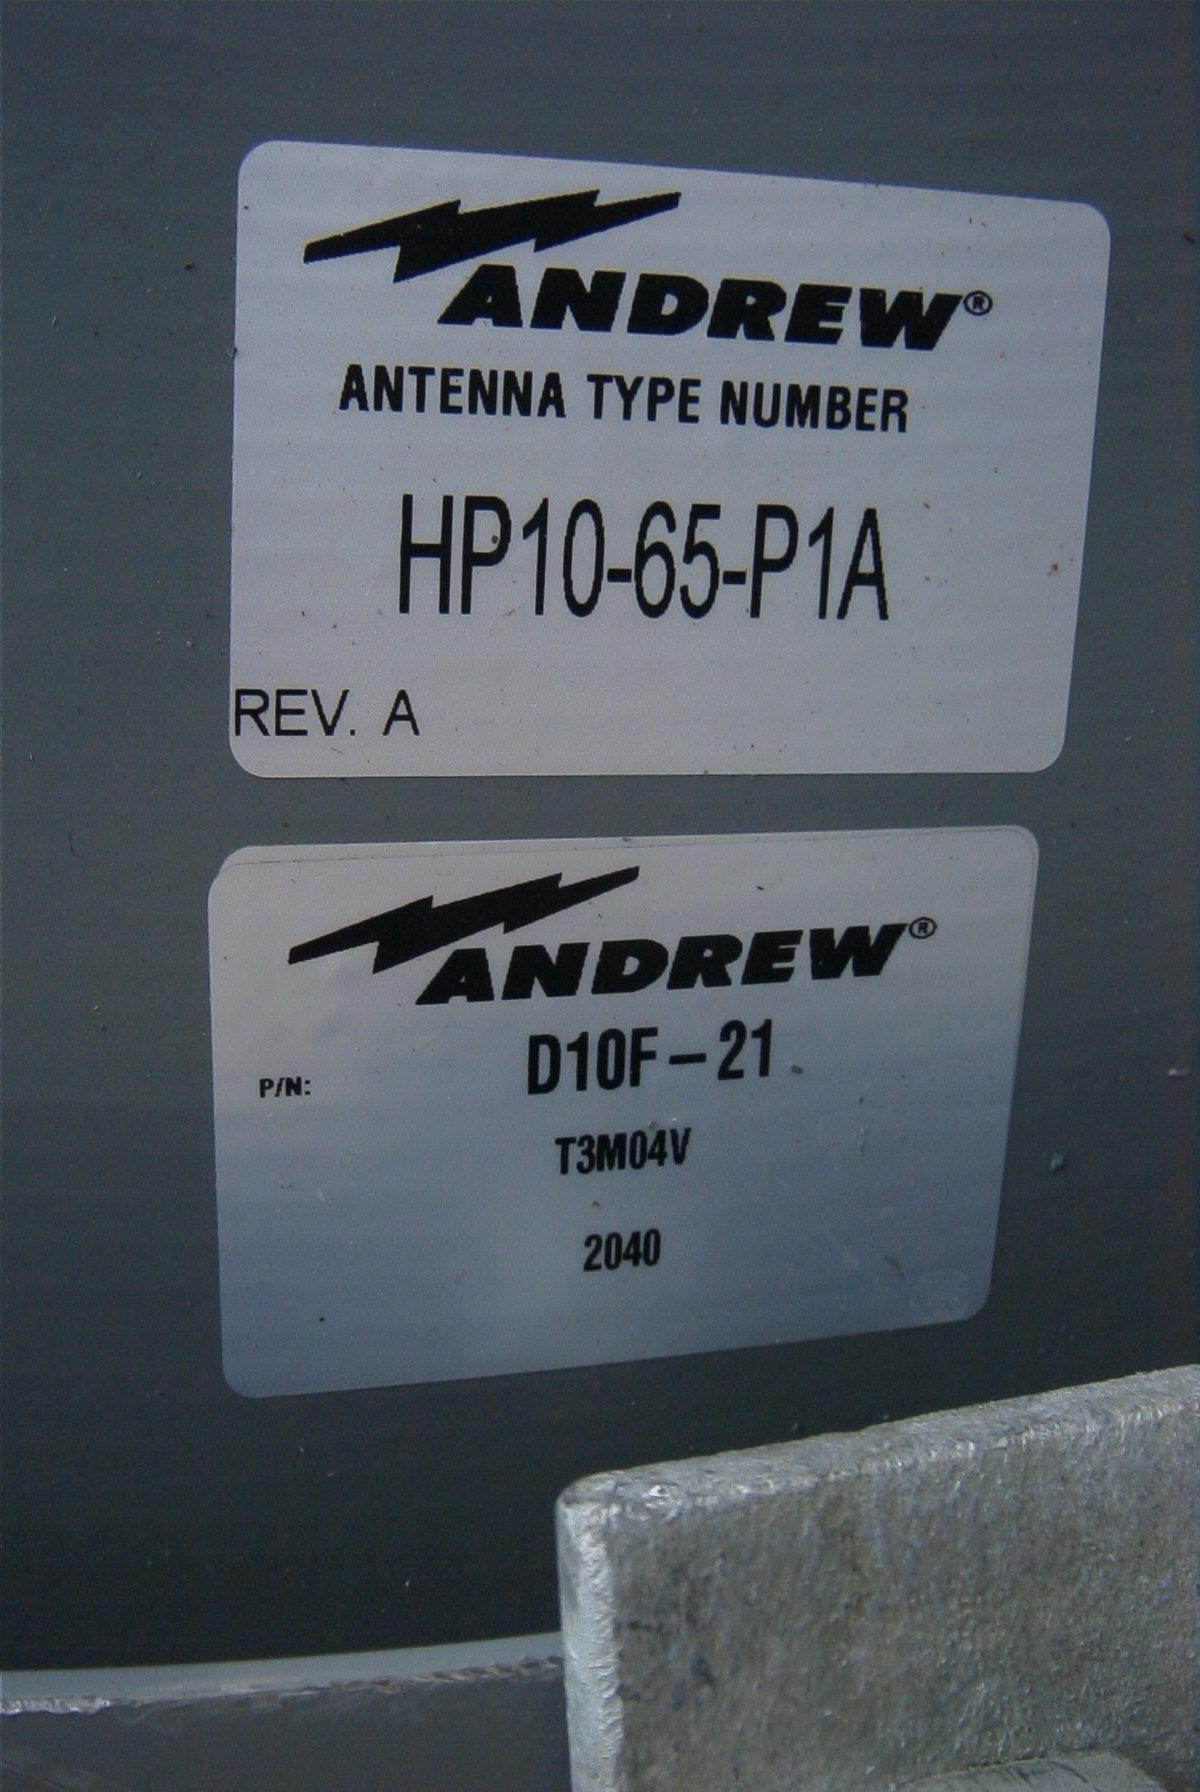 ANDREW®
ANTENNA TYPE NUMBER
HP10-65-P1A
REV. A
ANDREW®
P/N: D10F-21
T3M04V
2040